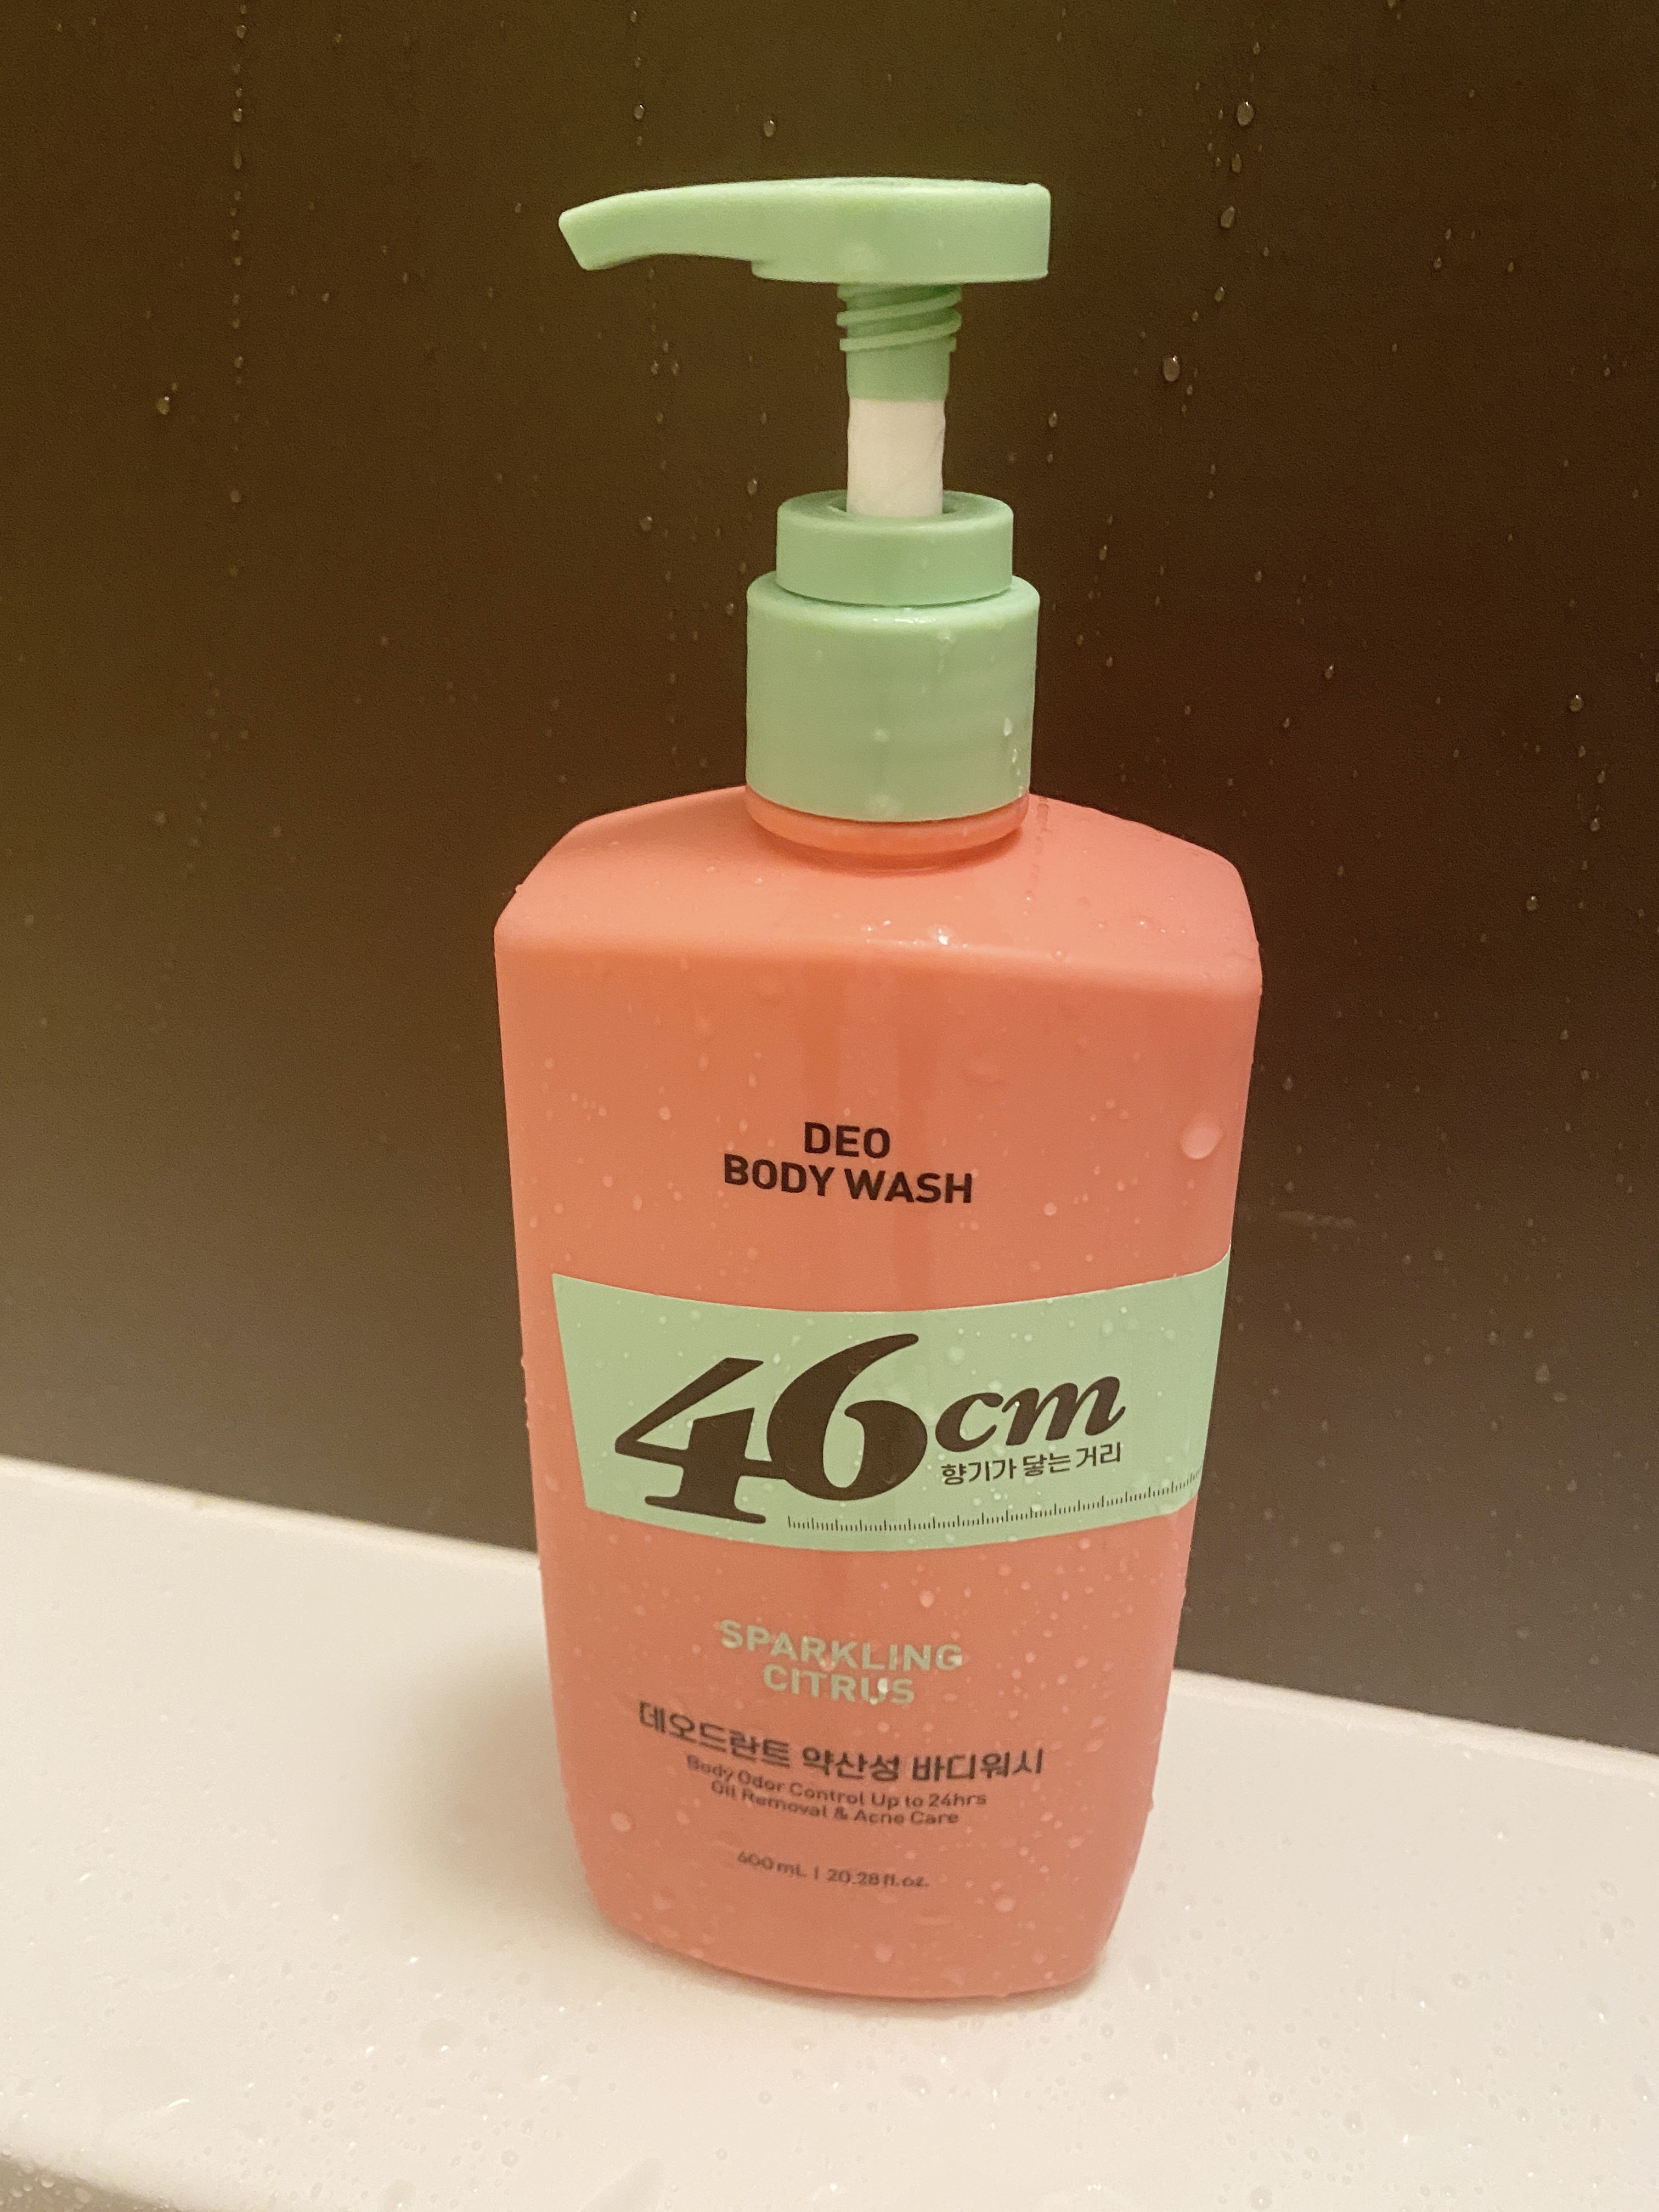 DEO
BODY WASH
46cm
향기가 닿는 거리
SPARKLING
CITRUS
데오드란트 약산성 바디워시
Body Odor Control Up to 24hrs
Oil Removal & Acne Care
600 mL | 20.28 fl.oz.